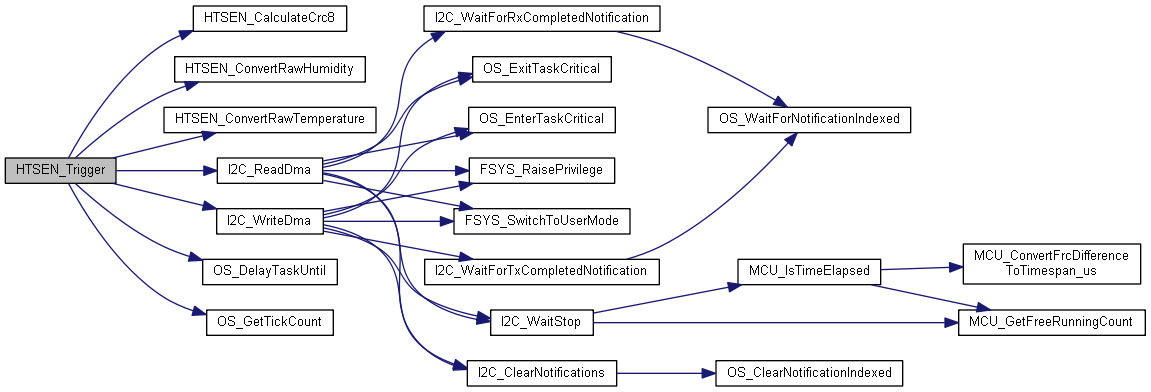 HTSEN_Trigger
HTSEN_CalculateCrc8
HTSEN_ConvertRawHumidity
HTSEN_ConvertRawTemperature
I2C_ReadDma
I2C_WriteDma
OS_DelayTaskUntil
OS_GetTickCount
I2C_WaitForRxCompletedNotification
OS_ExitTaskCritical
OS_EnterTaskCritical
FSYS_RaisePrivilege
FSYS_SwitchToUserMode
I2C_WaitForTxCompletedNotification
I2C_WaitStop
I2C_ClearNotifications
OS_WaitForNotificationIndexed
MCU_IsTimeElapsed
OS_ClearNotificationIndexed
MCU_ConvertFrcDifference
ToTimespan_us
MCU_GetFreeRunningCount